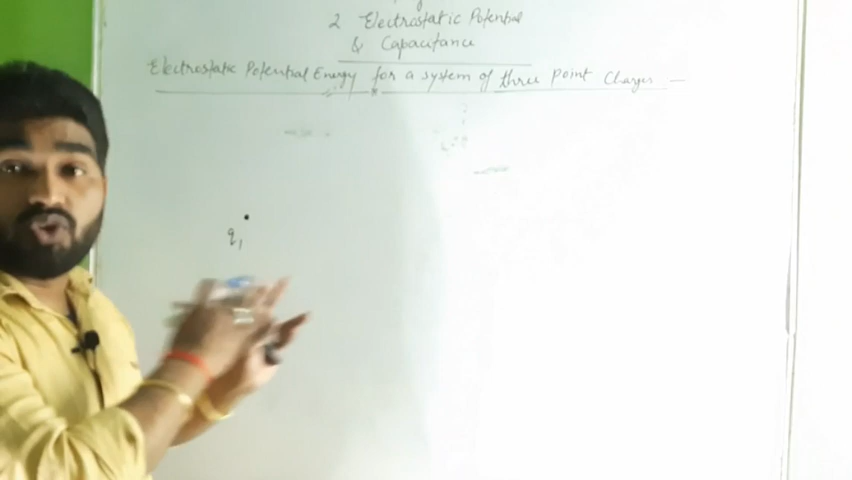 2 Electrostatic Potential
& Capacitance
Electrostatic Potential Energy for a system of three point Charges
q1